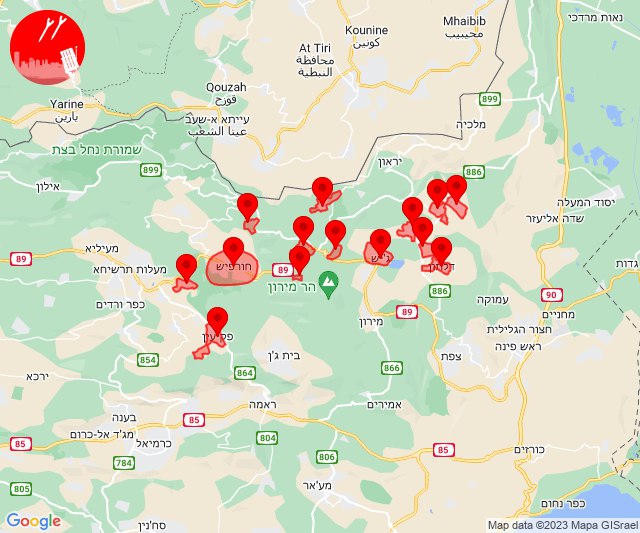 Mhaibib
محيبيب
נאות מרדכי
Kounine
كونين
At Tiri
محافظة
النبطية
Qouzah
قوزح
Yarine
يارين
עייתא א-שעב
عيتا الشعب
899
מלכיה
שמורת נחל בצת
899
יראון
886
אילון
יסוד המעלה
שדה אליעזר
מעיליא
89
חורפיש
מעלות תרשיחא
89
גדות
הר מירון
886
90
כפר ורדים
עמוקה
מחניים
89
מירון
חצור הגלילית
ראש פינה
צפת
854
בית ג'ן
864
866
ירכא
ראמה
אמירים
85
בענה
מג'ד אל-כרום
כרמיאל
804
85
85
806
כורזים
784
מע'אר
805
כפר נחום
סח'נין
Google
Map data ©2023 Mapa GISrael